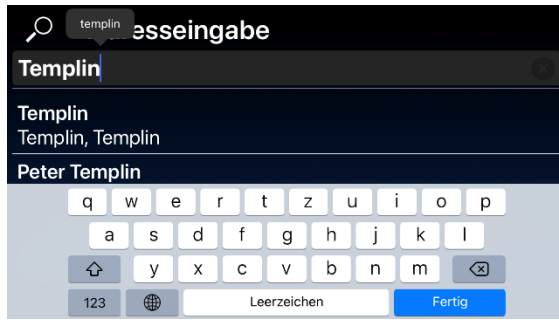 templin
esseingabe
Templin
Templin
Templin, Templin
Peter Templin
q w e r t z u i o p
a s d f g h j k l
y x c v b n m
123 Leerzeichen Fertig